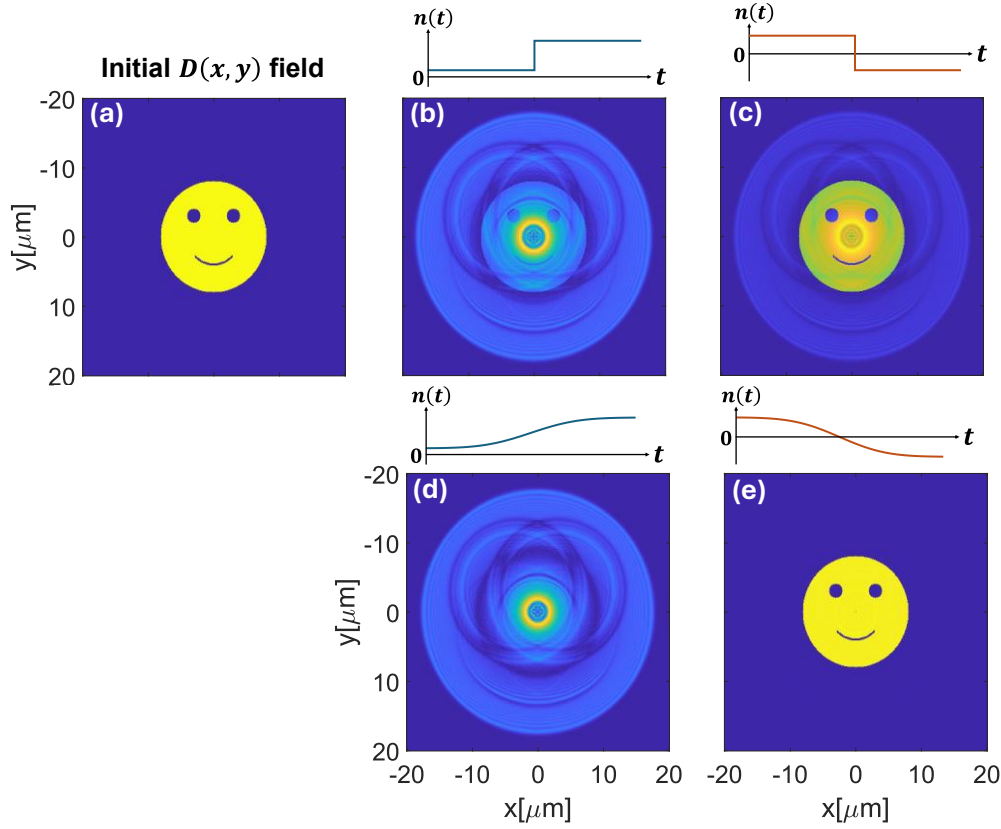 Initial D(x, y) field
n(t)
0
t
n(t)
0
t
(a)
-20
-10
0
10
20
y[μm]
(b)
(c)
n(t)
0
t
n(t)
0
t
(d)
-20
-10
0
10
20
y[μm]
-20 -10 0 10 20
x[μm]
(e)
-20 -10 0 10 20
x[μm]